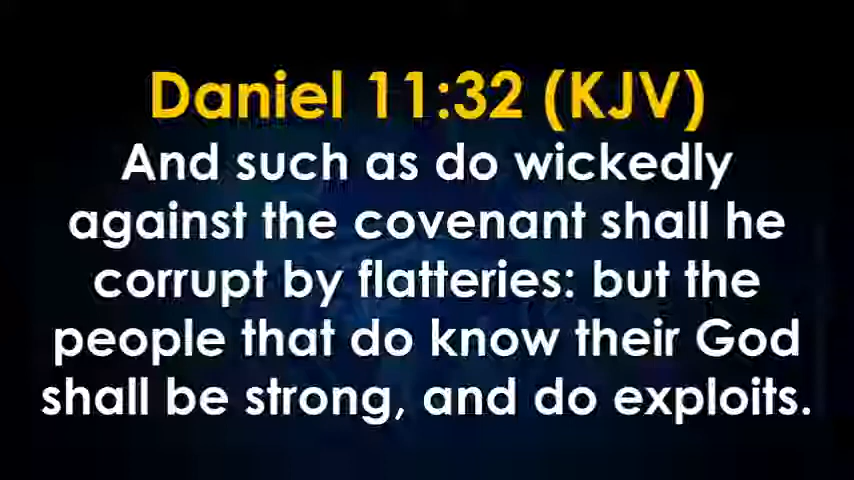 Daniel 11:32 (KJV)
And such as do wickedly
against the covenant shall he
corrupt by flatteries: but the
people that do know their God
shall be strong, and do exploits.